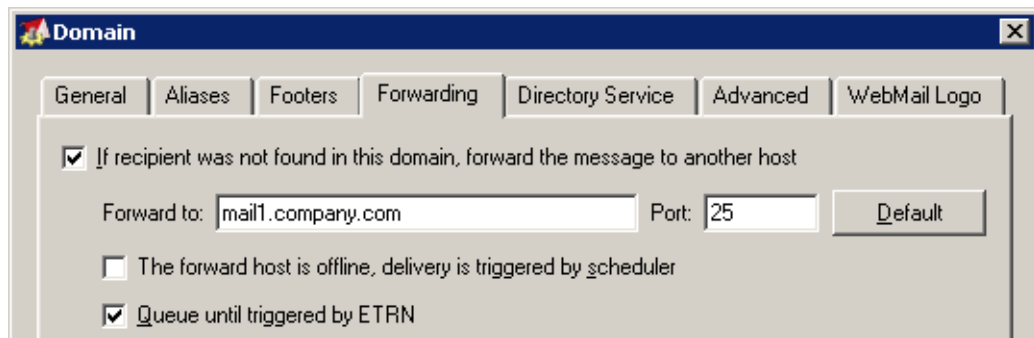 Domain
General Aliases Footers Forwarding Directory Service Advanced WebMail Logo
If recipient was not found in this domain, forward the message to another host
Forward to: mail1.company.com Port: 25 Default
The forward host is offline, delivery is triggered by scheduler
Queue until triggered by ETRN